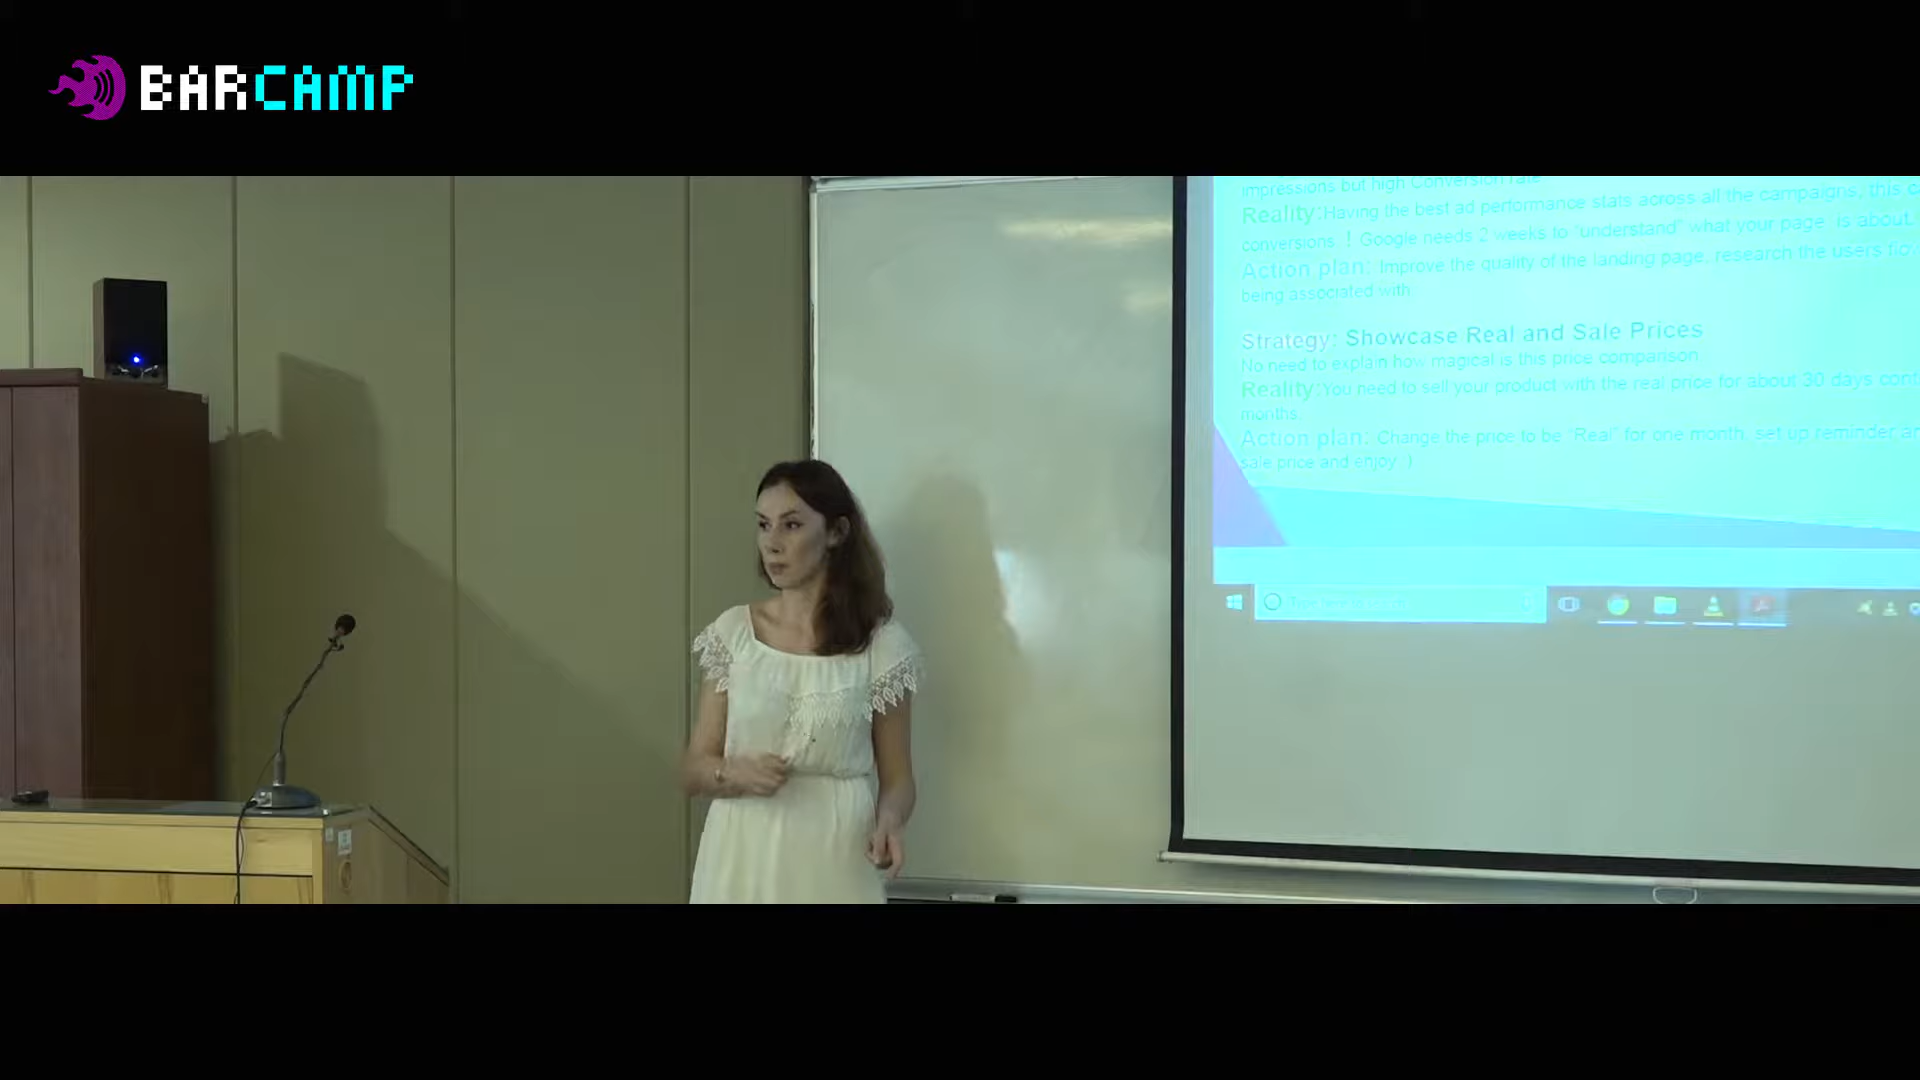 BARCAMP
impressions but high Conversion rate
Reality:Having the best ad performance stats across all the campaigns, this
conversions. ! Google needs 2 weeks to "understand" what your page is about.
Action plan: Improve the quality of the landing page, research the users
being associated with
Strategy: Showcase Real and Sale Prices
No need to explain how magical is this price comparison.
Reality:You need to sell your product with the real price for about 30 days
months.
Action plan: Change the price to be "Real" for one month, set up reminder
sale price and enjoy :)
Type here to search